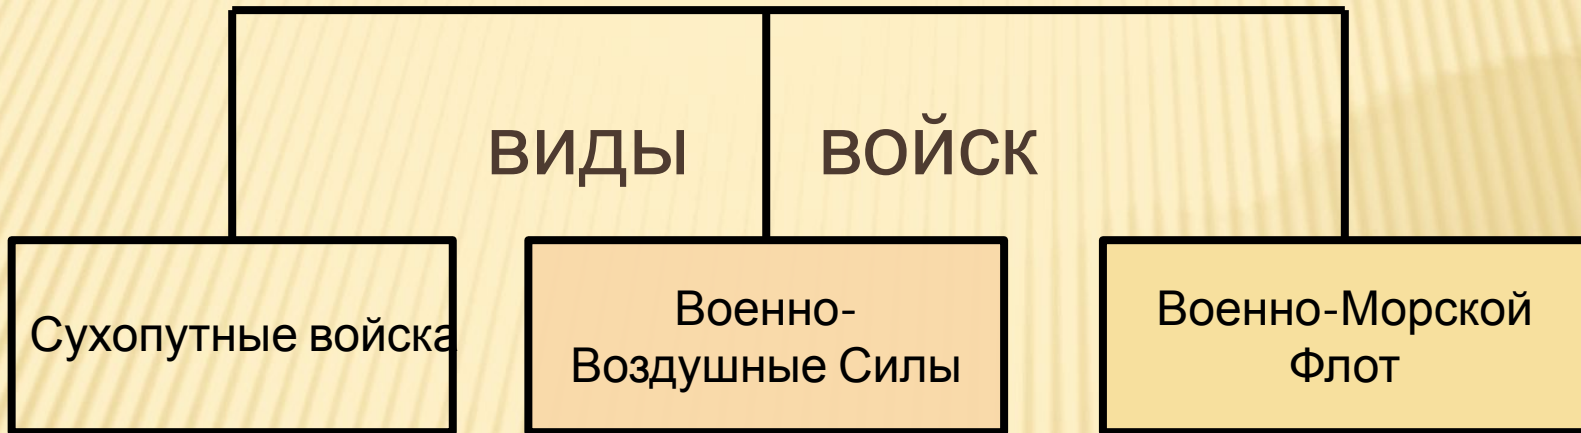 виды войск
Сухопутные войска
Военно-
Воздушные Силы
Военно-Морской
Флот